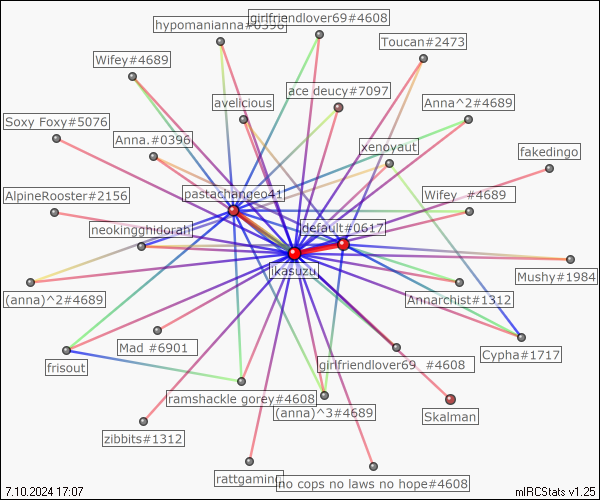 hypomanianna#0396
girlfriendlover69#4608
Toucan#2473
Wifey#4689
ace deucy#7097
avelicious
Anna^2#4689
Soxy Foxy#5076
Anna.#0396
xenoyaut
fakedingo
AlpineRooster#2156
pastachangeo41
Wifey_#4689
neokingghidorah
default#0617
ikasuzu
Mushy#1984
(anna)^2#4689
Annarchist#1312
Mad #6901
girlfriendlover69_#4608
Cypha#1717
frisout
ramshackle gorey#4608
(anna)^3#4689
Skalman
zibbits#1312
rattgaming
no cops no laws no hope#4608
7.10.2024 17:07
mIRCStats v1.25